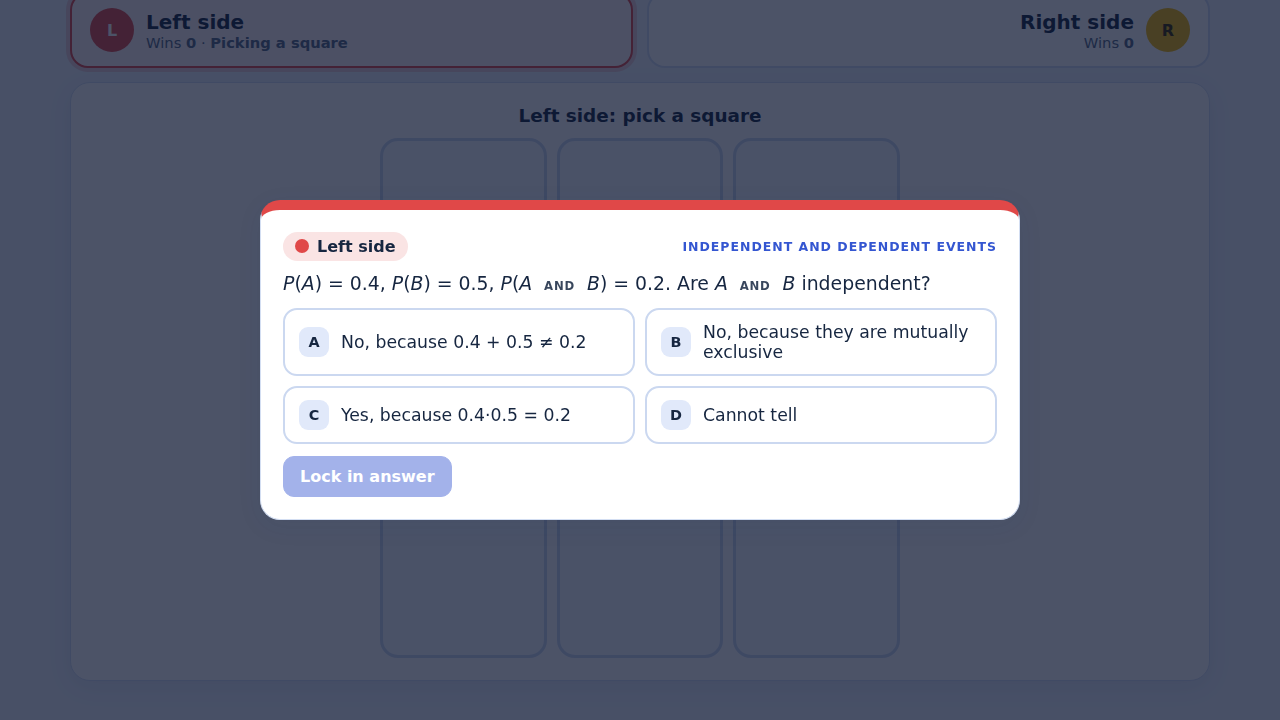 L
Left side
Wins 0 · Picking a square
Right side
Wins 0
R
Left side: pick a square
Left side
INDEPENDENT AND DEPENDENT EVENTS
P(A) = 0.4, P(B) = 0.5, P(A AND B) = 0.2. Are A AND B independent?
A
No, because 0.4 + 0.5 ≠ 0.2
B
No, because they are mutually
exclusive
C
Yes, because 0.4·0.5 = 0.2
D
Cannot tell
Lock in answer